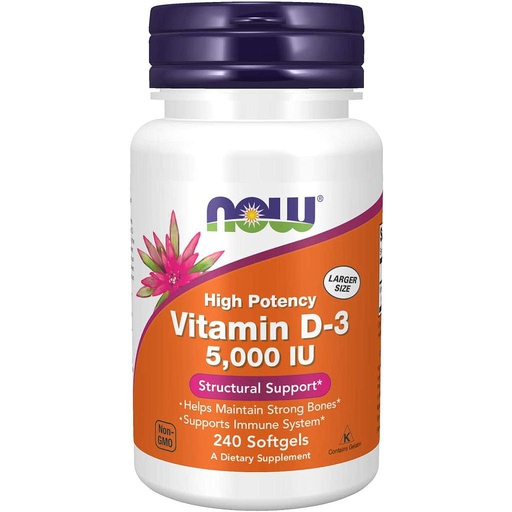 NOW®
LARGER
SIZE
High Potency
Vitamin D-3
5,000 IU
Structural Support*
• Helps Maintain Strong Bones*
• Supports Immune System*
240 Softgels
A Dietary Supplement
Non-
GMO
K
Contains Gelatin